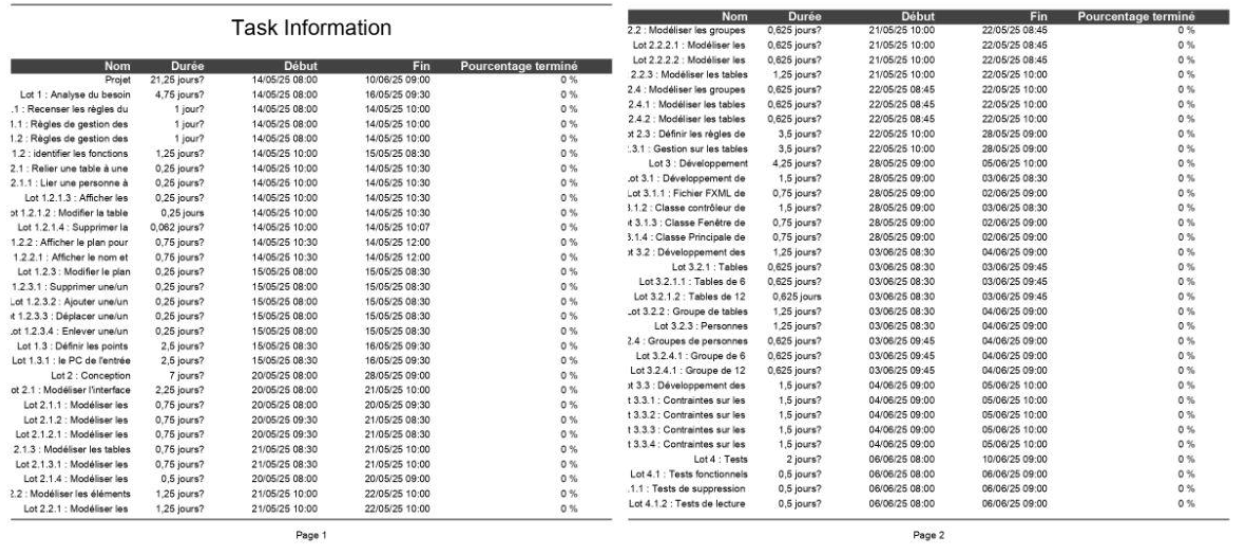 Task Information
Nom Durée Début Fin Pourcentage terminé
Projet 21,25 jours? 14/05/25 08:00 10/06/25 09:00 0 %
Lot 1 : Analyse du besoin 4,75 jours? 14/05/25 08:00 16/05/25 09:30 0 %
.1 : Recenser les règles du 1 jour? 14/05/25 08:00 14/05/25 10:00 0 %
1.1 : Règles de gestion des 1 jour? 14/05/25 08:00 14/05/25 10:00 0 %
1.2 : Règles de gestion des 1 jour? 14/05/25 08:00 14/05/25 10:00 0 %
1.2 : identifier les fonctions 1,25 jours? 14/05/25 10:00 15/05/25 08:30 0 %
2.1 : Relier une table à une 0,25 jours? 14/05/25 10:00 14/05/25 10:30 0 %
2.1.1 : Lier une personne à 0,25 jours? 14/05/25 10:00 14/05/25 10:30 0 %
Lot 1.2.1.3 : Afficher les 0,25 jours? 14/05/25 10:00 14/05/25 10:30 0 %
ot 1.2.1.2 : Modifier la table 0,25 jours 14/05/25 10:00 14/05/25 10:30 0 %
Lot 1.2.1.4 : Supprimer la 0,062 jours? 14/05/25 10:00 14/05/25 10:07 0 %
1.2.2 : Afficher le plan pour 0,75 jours? 14/05/25 10:30 14/05/25 12:00 0 %
1.2.2.1 : Afficher le nom et 0,75 jours? 14/05/25 10:30 14/05/25 12:00 0 %
Lot 1.2.3 : Modifier le plan 0,25 jours? 15/05/25 08:00 15/05/25 08:30 0 %
1.2.3.1 : Supprimer une/un 0,25 jours? 15/05/25 08:00 15/05/25 08:30 0 %
Lot 1.2.3.2 : Ajouter une/un 0,25 jours? 15/05/25 08:00 15/05/25 08:30 0 %
t 1.2.3.3 : Déplacer une/un 0,25 jours? 15/05/25 08:00 15/05/25 08:30 0 %
ot 1.2.3.4 : Enlever une/un 0,25 jours? 15/05/25 08:00 15/05/25 08:30 0 %
Lot 1.3 : Définir les points 2,5 jours? 15/05/25 08:30 16/05/25 09:30 0 %
Lot 1.3.1 : le PC de l'entrée 2,5 jours? 15/05/25 08:30 16/05/25 09:30 0 %
Lot 2 : Conception 7 jours? 20/05/25 08:00 28/05/25 09:00 0 %
ot 2.1 : Modéliser l'interface 2,25 jours? 20/05/25 08:00 21/05/25 10:00 0 %
Lot 2.1.1 : Modéliser les 0,75 jours? 20/05/25 08:00 20/05/25 09:30 0 %
Lot 2.1.2 : Modéliser les 0,75 jours? 20/05/25 09:30 21/05/25 08:30 0 %
Lot 2.1.2.1 : Modéliser les 0,75 jours? 20/05/25 09:30 21/05/25 08:30 0 %
2.1.3 : Modéliser les tables 0,75 jours? 21/05/25 08:30 21/05/25 10:00 0 %
Lot 2.1.3.1 : Modéliser les 0,75 jours? 21/05/25 08:30 21/05/25 10:00 0 %
Lot 2.1.4 : Modéliser les 0,5 jours? 20/05/25 08:00 20/05/25 09:00 0 %
2.2 : Modéliser les éléments 1,25 jours? 21/05/25 10:00 22/05/25 10:00 0 %
Lot 2.2.1 : Modéliser les 1,25 jours? 21/05/25 10:00 22/05/25 10:00 0 %
Page 1
Nom Durée Début Fin Pourcentage terminé
2.2 : Modéliser les groupes 0,625 jours? 21/05/25 10:00 22/05/25 08:45 0 %
Lot 2.2.2.1 : Modéliser les 0,625 jours? 21/05/25 10:00 22/05/25 08:45 0 %
Lot 2.2.2.2 : Modéliser les 0,625 jours? 21/05/25 10:00 22/05/25 08:45 0 %
2.2.3 : Modéliser les tables 1,25 jours? 21/05/25 10:00 22/05/25 10:00 0 %
2.4 : Modéliser les groupes 0,625 jours? 22/05/25 08:45 22/05/25 10:00 0 %
2.4.1 : Modéliser les tables 0,625 jours? 22/05/25 08:45 22/05/25 10:00 0 %
2.4.2 : Modéliser les tables 0,625 jours? 22/05/25 08:45 22/05/25 10:00 0 %
ot 2.3 : Définir les règles de 3,5 jours? 22/05/25 10:00 28/05/25 09:00 0 %
.3.1 : Gestion sur les tables 3,5 jours? 22/05/25 10:00 28/05/25 09:00 0 %
Lot 3 : Développement 4,25 jours? 28/05/25 09:00 05/06/25 10:00 0 %
ot 3.1 : Développement de 1,5 jours? 28/05/25 09:00 03/06/25 08:30 0 %
Lot 3.1.1 : Fichier FXML de 0,75 jours? 28/05/25 09:00 02/06/25 09:00 0 %
3.1.2 : Classe contrôleur de 1,5 jours? 28/05/25 09:00 03/06/25 08:30 0 %
t 3.1.3 : Classe Fenêtre de 0,75 jours? 28/05/25 09:00 02/06/25 09:00 0 %
3.1.4 : Classe Principale de 0,75 jours? 28/05/25 09:00 02/06/25 09:00 0 %
ot 3.2 : Développement des 1,25 jours? 03/06/25 08:30 04/06/25 09:00 0 %
Lot 3.2.1 : Tables 0,625 jours? 03/06/25 08:30 03/06/25 09:45 0 %
Lot 3.2.1.1 : Tables de 6 0,625 jours? 03/06/25 08:30 03/06/25 09:45 0 %
Lot 3.2.1.2 : Tables de 12 0,625 jours 03/06/25 08:30 03/06/25 09:45 0 %
Lot 3.2.2 : Groupe de tables 1,25 jours? 03/06/25 08:30 04/06/25 09:00 0 %
Lot 3.2.3 : Personnes 1,25 jours? 03/06/25 08:30 04/06/25 09:00 0 %
2.4 : Groupes de personnes 0,625 jours? 03/06/25 09:45 04/06/25 09:00 0 %
Lot 3.2.4.1 : Groupe de 6 0,625 jours? 03/06/25 09:45 04/06/25 09:00 0 %
Lot 3.2.4.1 : Groupe de 12 0,625 jours? 03/06/25 09:45 04/06/25 09:00 0 %
ot 3.3 : Développement des 1,5 jours? 04/06/25 09:00 05/06/25 10:00 0 %
t 3.3.1 : Contraintes sur les 1,5 jours? 04/06/25 09:00 05/06/25 10:00 0 %
t 3.3.2 : Contraintes sur les 1,5 jours? 04/06/25 09:00 05/06/25 10:00 0 %
t 3.3.3 : Contraintes sur les 1,5 jours? 04/06/25 09:00 05/06/25 10:00 0 %
t 3.3.4 : Contraintes sur les 1,5 jours? 04/06/25 09:00 05/06/25 10:00 0 %
Lot 4 : Tests 2 jours? 06/06/25 08:00 10/06/25 09:00 0 %
Lot 4.1 : Tests fonctionnels 0,5 jours? 06/06/25 08:00 06/06/25 09:00 0 %
.1.1 : Tests de suppression 0,5 jours? 06/06/25 08:00 06/06/25 09:00 0 %
Lot 4.1.2 : Tests de lecture 0,5 jours? 06/06/25 08:00 06/06/25 09:00 0 %
Page 2